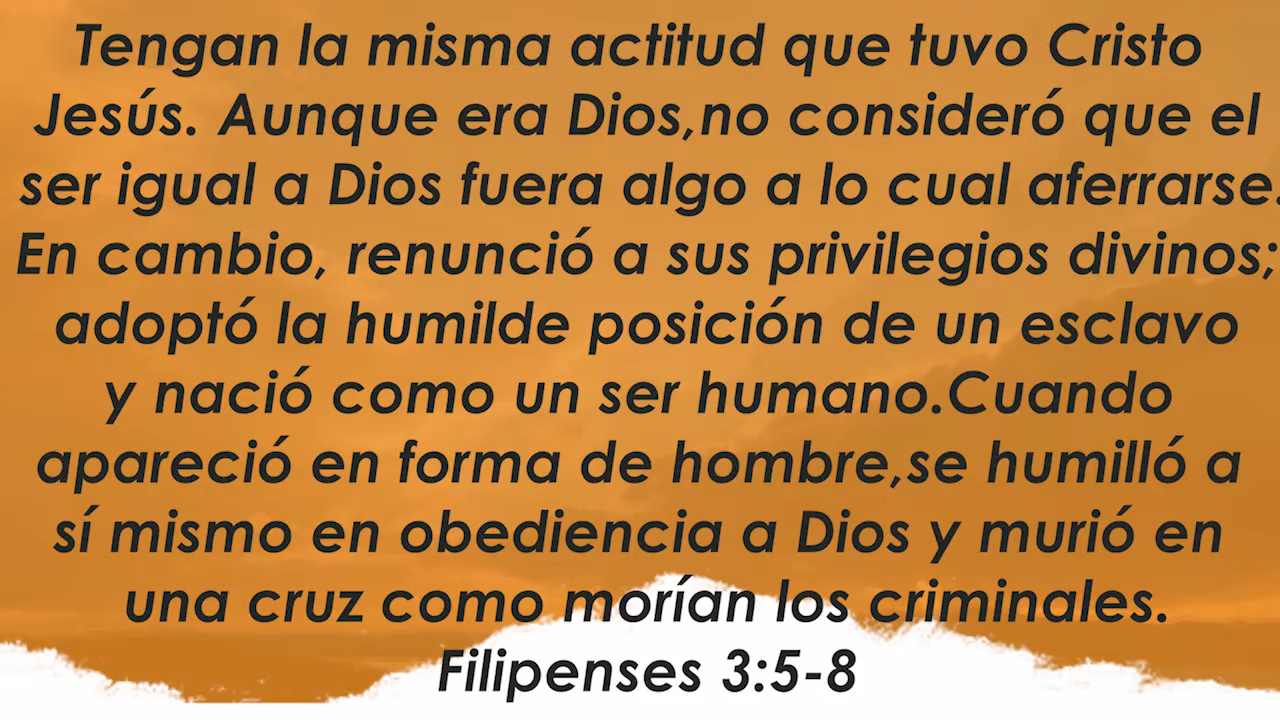 Tengan la misma actitud que tuvo Cristo
Jesús. Aunque era Dios,no consideró que el
ser igual a Dios fuera algo a lo cual aferrarse.
En cambio, renunció a sus privilegios divinos;
adoptó la humilde posición de un esclavo
y nació como un ser humano.Cuando
apareció en forma de hombre,se humilló a
sí mismo en obediencia a Dios y murió en
una cruz como morían los criminales.
Filipenses 3:5-8